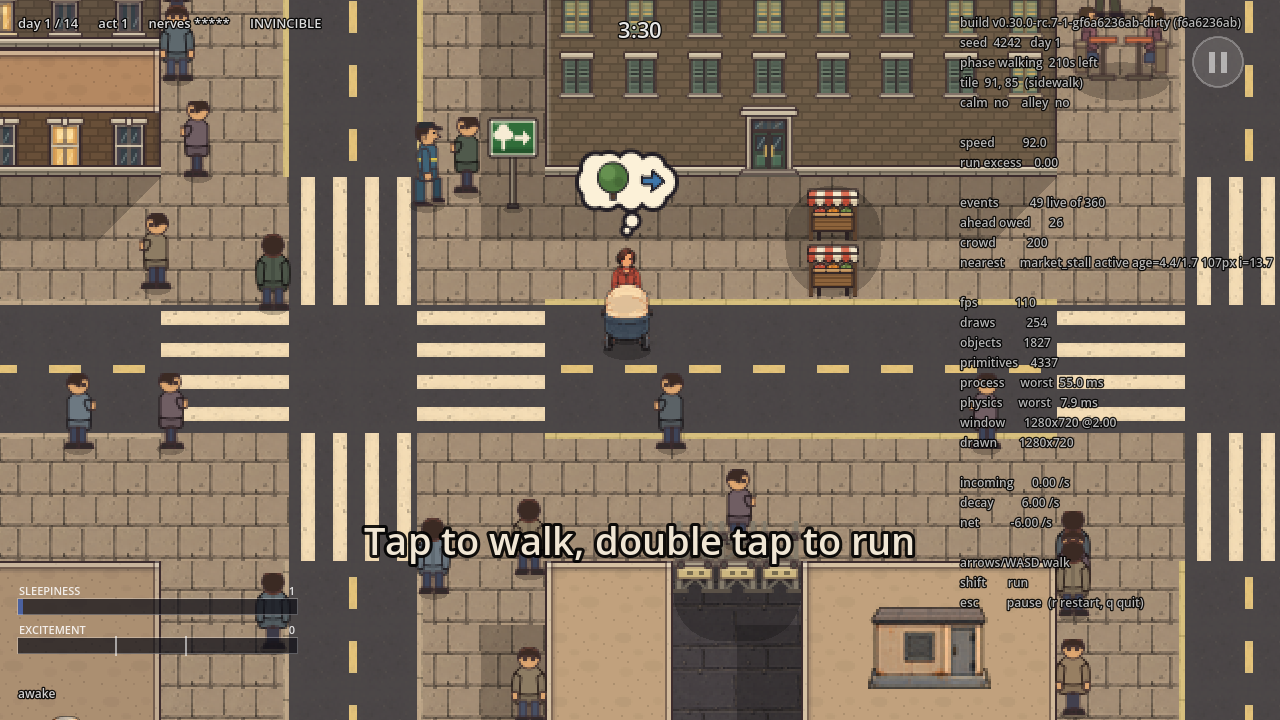 day 1 / 14 act 1 nerves ***** INVINCIBLE
3:30
build v0.30.0-rc.7-1-gf6a6236ab-dirty (f6a6236ab)
seed 4242 day 1
phase walking 210s left
tile 91, 85 (sidewalk)
calm no alley no
speed 92.0
run excess 0.00
events 49 live of 360
ahead owed 26
crowd 200
nearest market_stall active age=4.4/1.7 107px i=13.7
fps 110
draws 254
objects 1827
primitives 4337
process worst 55.0 ms
physics worst 7.9 ms
window 1280x720 @2.00
drawn 1280x720
incoming 0.00 /s
decay 6.00 /s
net -6.00 /s
arrows/WASD walk
shift run
esc pause (r restart, q quit)
Tap to walk, double tap to run
SLEEPINESS 1
EXCITEMENT 0
awake